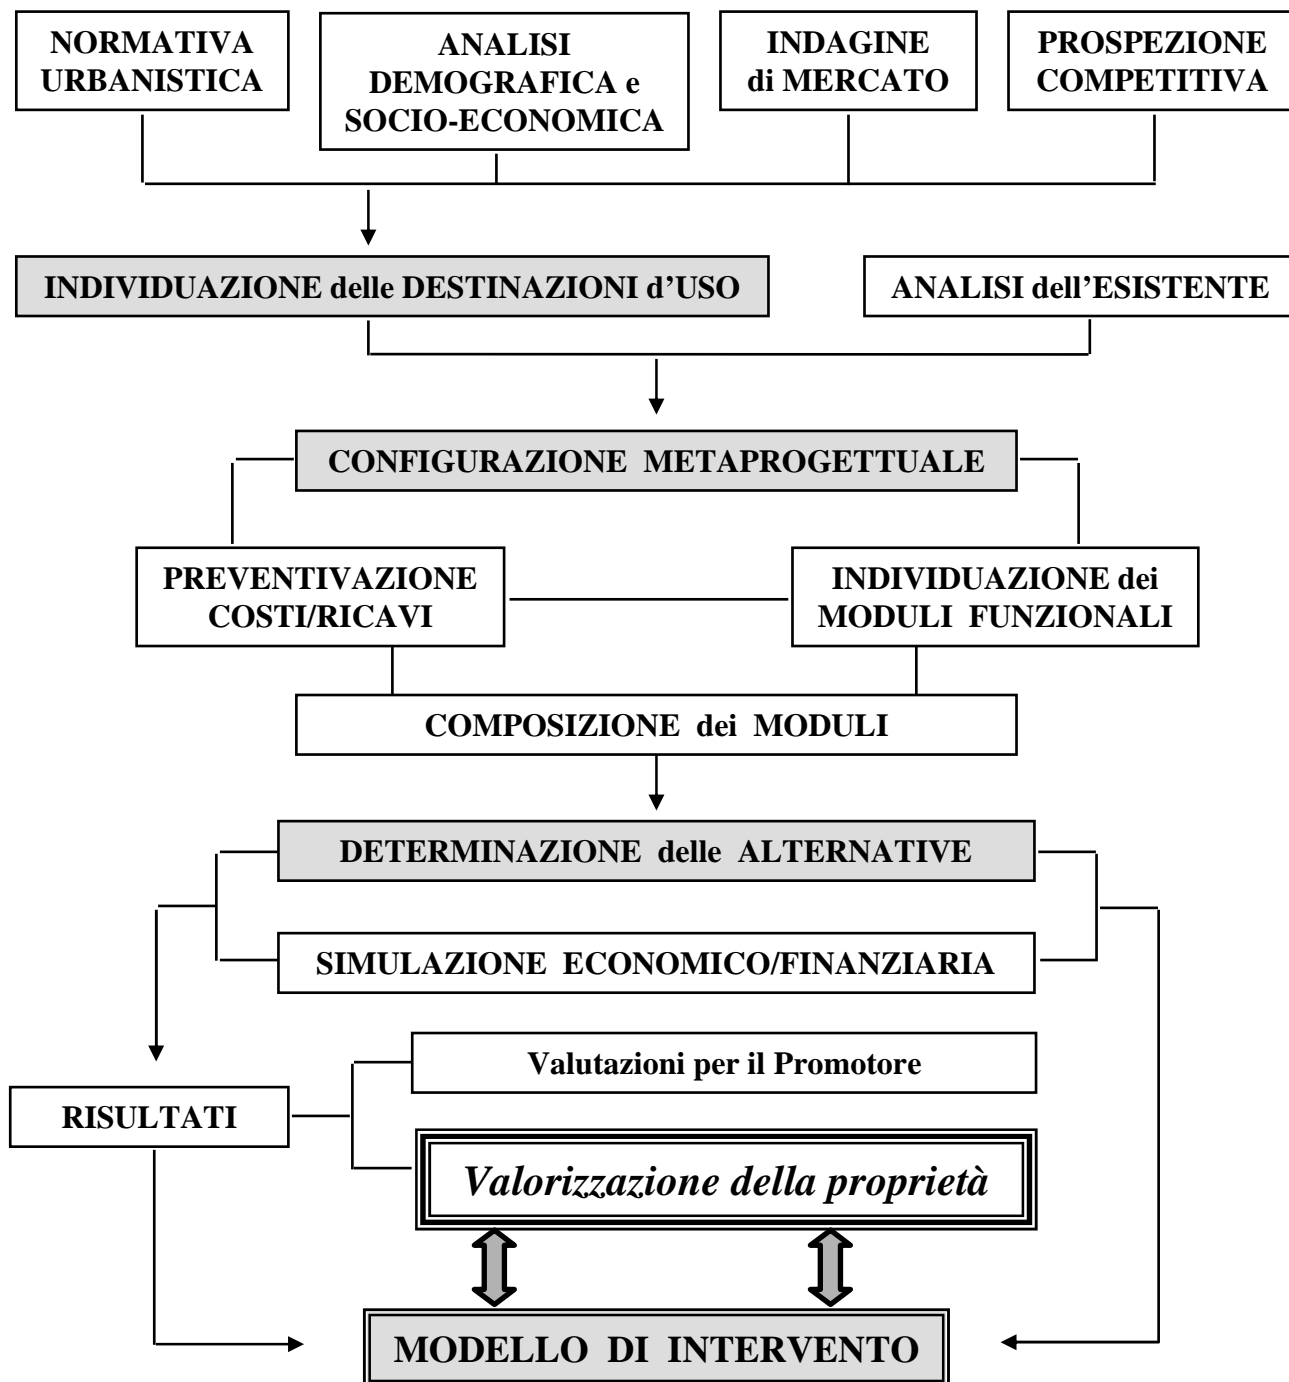 NORMATIVA
URBANISTICA
ANALISI
DEMOGRAFICA e
SOCIO-ECONOMICA
INDAGINE
di MERCATO
PROSPEZIONE
COMPETITIVA
INDIVIDUAZIONE delle DESTINAZIONI d’USO
ANALISI dell’ESISTENTE
CONFIGURAZIONE METAPROGETTUALE
PREVENTIVAZIONE
COSTI/RICAVI
INDIVIDUAZIONE dei
MODULI FUNZIONALI
COMPOSIZIONE dei MODULI
DETERMINAZIONE delle ALTERNATIVE
SIMULAZIONE ECONOMICO/FINANZIARIA
Valutazioni per il Promotore
RISULTATI
Valorizzazione della proprietà
MODELLO DI INTERVENTO